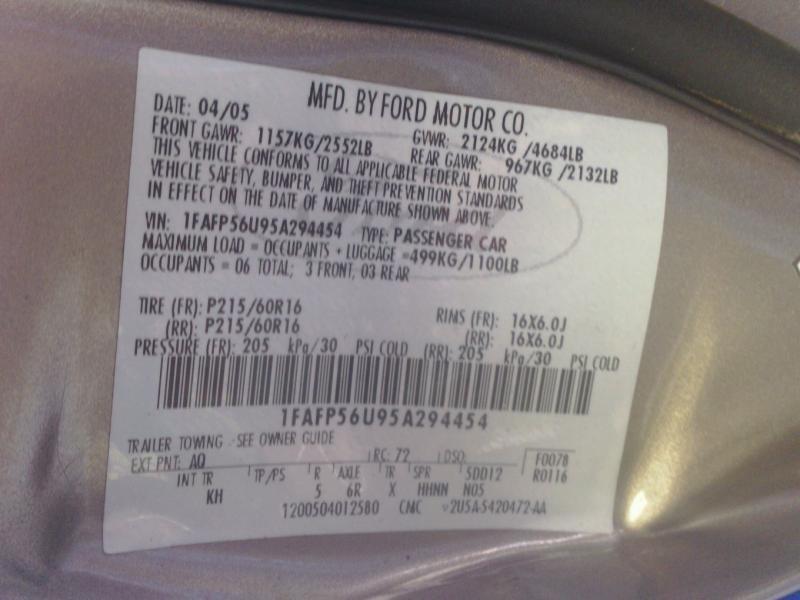 MFD. BY FORD MOTOR CO.
DATE: 04/05 GVWR: 2124KG /4684LB
FRONT GAWR: 1157KG/2552LB REAR GAWR: 967KG /2132LB
THIS VEHICLE CONFORMS TO ALL APPLICABLE FEDERAL MOTOR
VEHICLE SAFETY, BUMPER, AND THEFT PREVENTION STANDARDS
IN EFFECT ON THE DATE OF MANUFACTURE SHOWN ABOVE.
VIN: 1FAFP56U95A294454 TYPE: PASSENGER CAR
MAXIMUM LOAD = OCCUPANTS + LUGGAGE =499KG/1100LB
OCCUPANTS = 06 TOTAL; 3 FRONT, 03 REAR
TIRE (FR): P215/60R16 RIMS (FR): 16X6.0J
(RR): P215/60R16 (RR): 16X6.0J
PRESSURE (FR): 205 kPa/30 PSI COLD (RR): 205 kPa/30 PSI COLD
1FAFP56U95A294454
TRAILER TOWING - SEE OWNER GUIDE
EXT PNT: AQ RC: 72 DSO: F0078
INT TR TP/PS R AXLE TR SPR 5DD12 R0116
KH 5 6R X HHNN N05
1200504012580 CMC V2U5A-5420472-AA